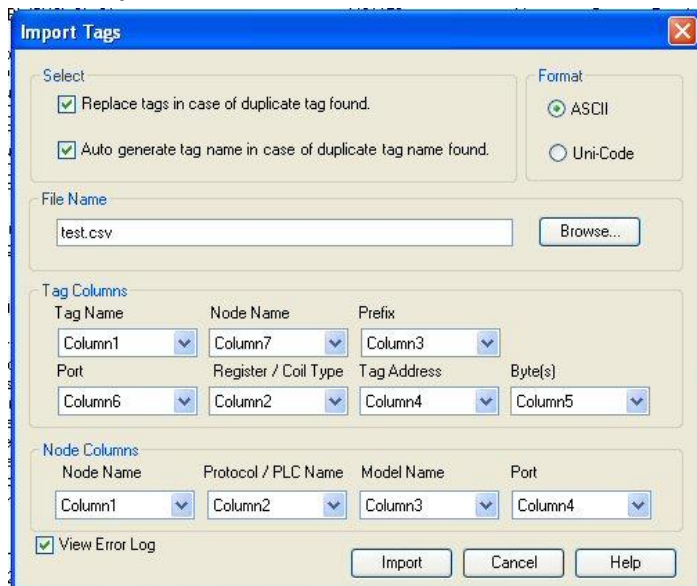 Import Tags
Select
Replace tags in case of duplicate tag found.
Auto generate tag name in case of duplicate tag name found.
Format
ASCII
Uni-Code
File Name
test.csv
Browse...
Tag Columns
Tag Name Node Name Prefix
Column1 Column7 Column3
Port Register / Coil Type Tag Address Byte(s)
Column6 Column2 Column4 Column5
Node Columns
Node Name Protocol / PLC Name Model Name Port
Column1 Column2 Column3 Column4
View Error Log
Import Cancel Help